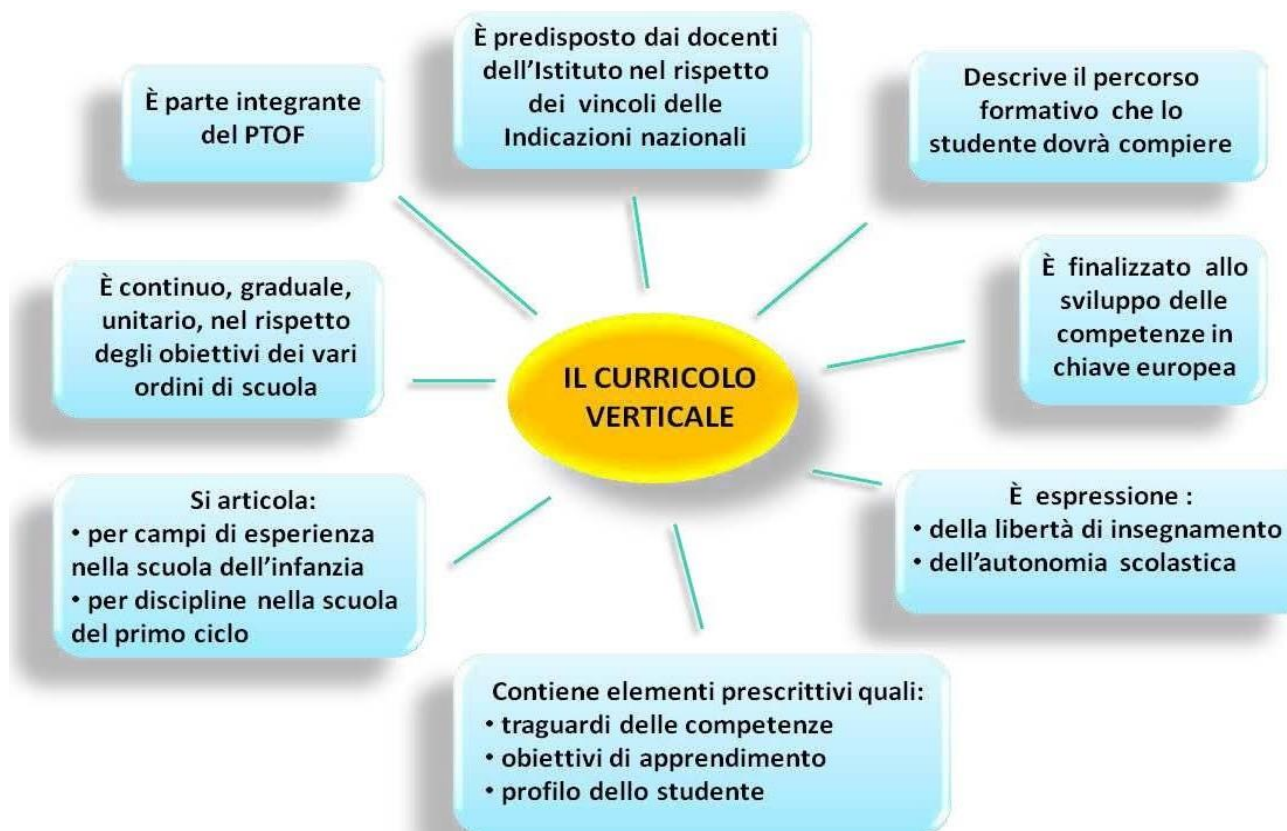 È predisposto dai docenti
dell'Istituto nel rispetto
dei vincoli delle
Indicazioni nazionali
È parte integrante
del PTOF
Descrive il percorso
formativo che lo
studente dovrà compiere
È continuo, graduale,
unitario, nel rispetto
degli obiettivi dei vari
ordini di scuola
È finalizzato allo
sviluppo delle
competenze in
chiave europea
IL CURRICOLO
VERTICALE
Si articola:
• per campi di esperienza
nella scuola dell'infanzia
• per discipline nella scuola
del primo ciclo
È espressione :
• della libertà di insegnamento
• dell'autonomia scolastica
Contiene elementi prescrittivi quali:
• traguardi delle competenze
• obiettivi di apprendimento
• profilo dello studente